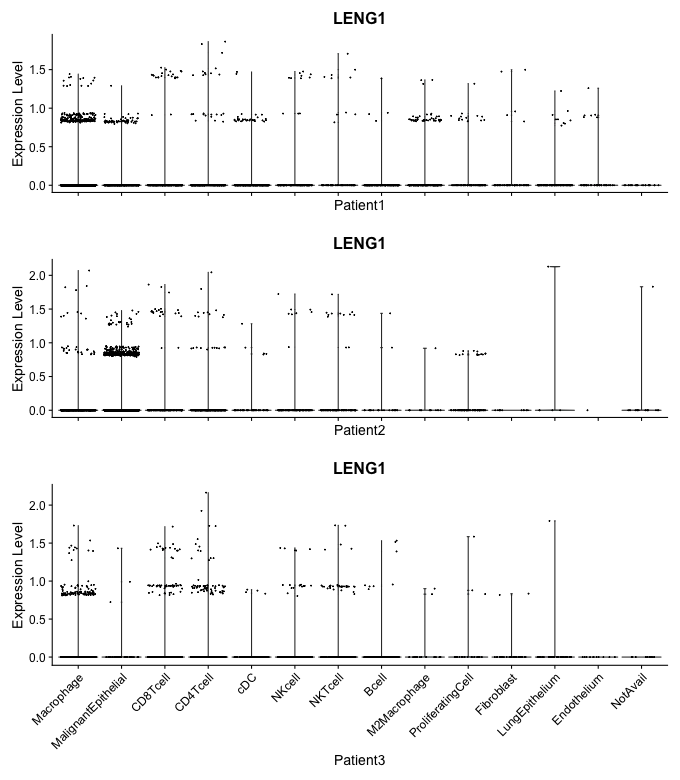 LENG1
Expression Level
1.5
1.0
0.5
0.0
Patient1
LENG1
Expression Level
2.0
1.5
1.0
0.5
0.0
Patient2
LENG1
Expression Level
2.0
1.5
1.0
0.5
0.0
Macrophage
MalignantEpithelial
CD8Tcell
CD4Tcell
cDC
NKcell
NKTcell
Bcell
M2Macrophage
ProliferatingCell
Fibroblast
LungEpithelium
Endothelium
NotAvail
Patient3